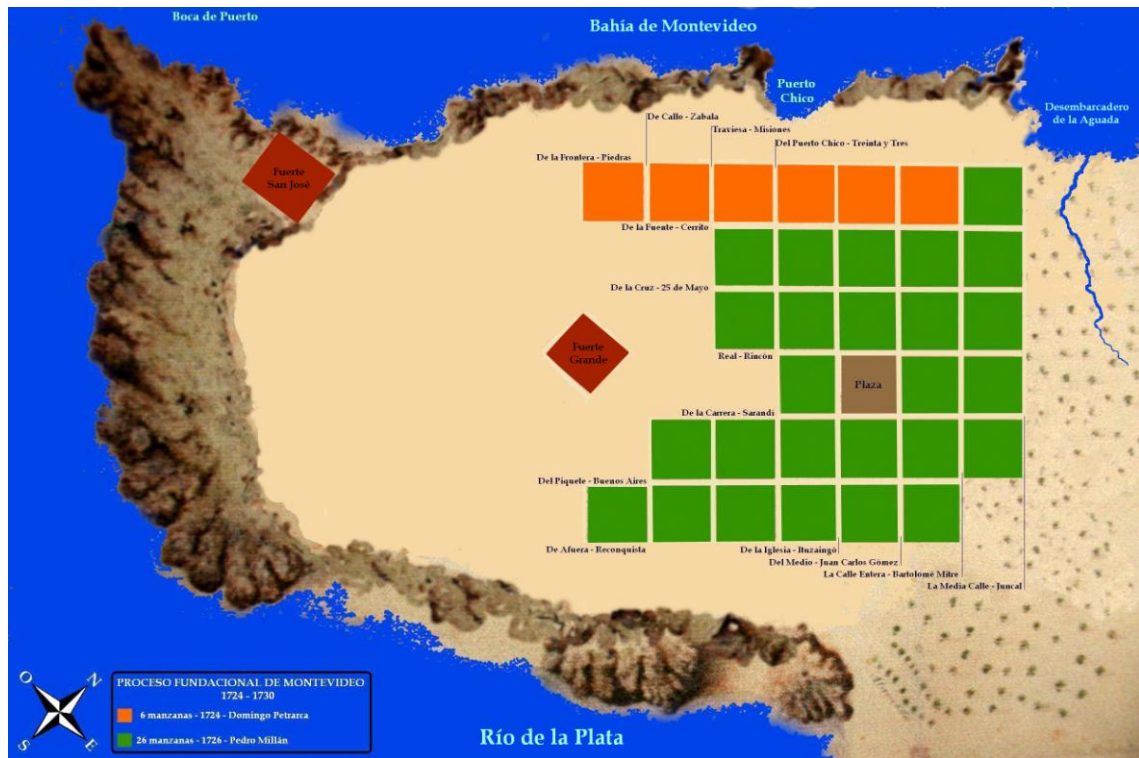 Boca de Puerto
Bahía de Montevideo
Puerto
Chico
Desembarcadero
de la Aguada
De Callo - Zabala
Traviesa - Misiones
Del Puerto Chico - Treinta y Tres
De la Frontera - Piedras
Fuerte
San José
De la Fuente - Cerrito
De la Cruz - 25 de Mayo
Fuerte
Grande
Real - Rincón
Plaza
De la Carrera - Sarandí
Del Piquete - Buenos Aires
De Afuera - Reconquista
De la Iglesia - Ituzaingó
Del Medio - Juan Carlos Gómez
La Calle Entera - Bartolomé Mitre
La Media Calle - Juncal
O
N
S
E
PROCESO FUNDACIONAL DE MONTEVIDEO
1724 - 1730
6 manzanas - 1724 - Domingo Petrarca
26 manzanas - 1726 - Pedro Millán
Río de la Plata